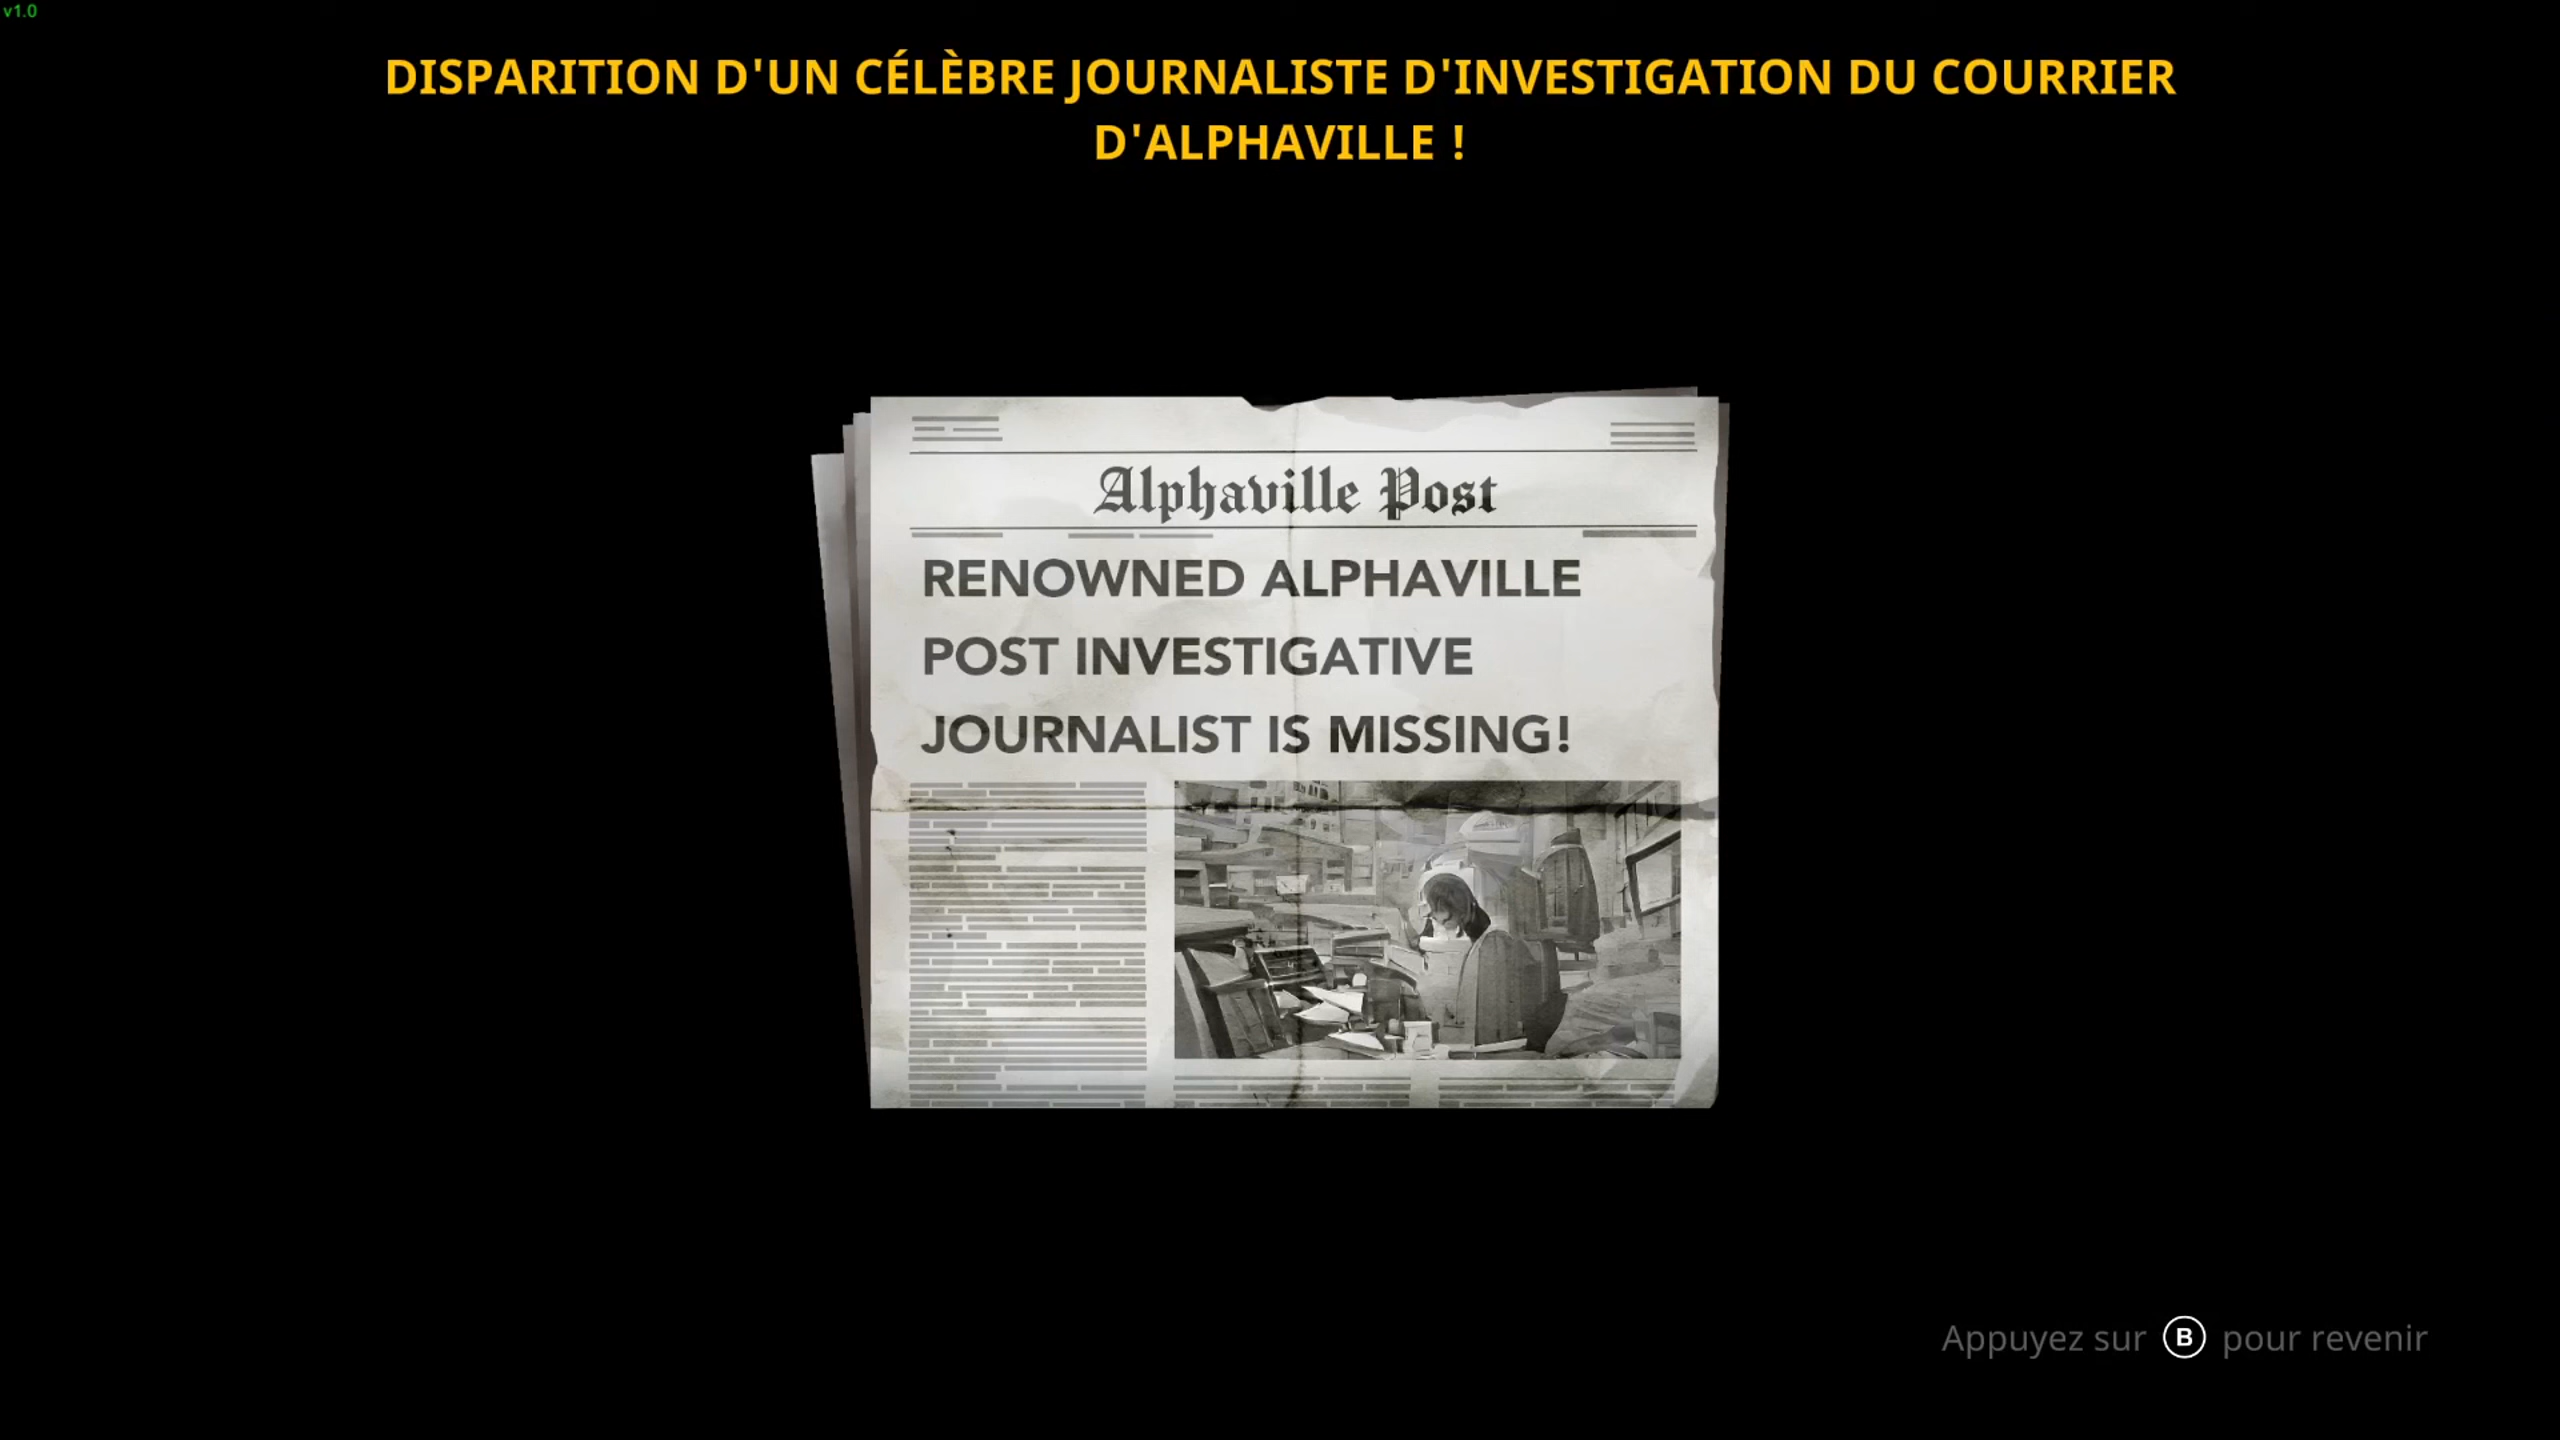 v1.0
DISPARITION D'UN CÉLÈBRE JOURNALISTE D'INVESTIGATION DU COURRIER
D'ALPHAVILLE !
Alphaville Post
RENOWNED ALPHAVILLE
POST INVESTIGATIVE
JOURNALIST IS MISSING!
Appuyez sur B pour revenir